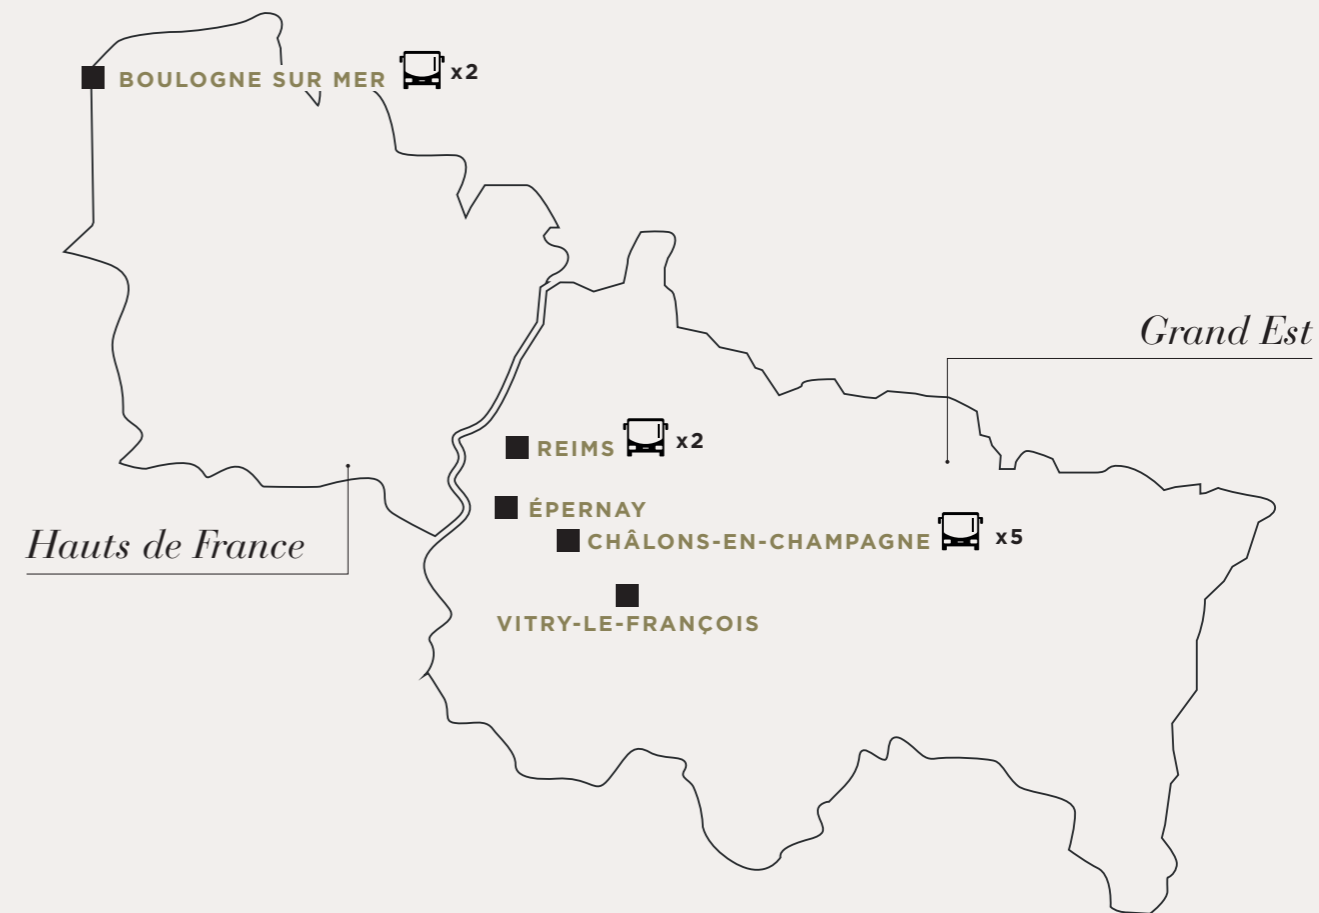 BOULOGNE SUR MER x2
Grand Est
REIMS x2
ÉPERNAY
Hauts de France
CHÂLONS-EN-CHAMPAGNE x5
VITRY-LE-FRANÇOIS